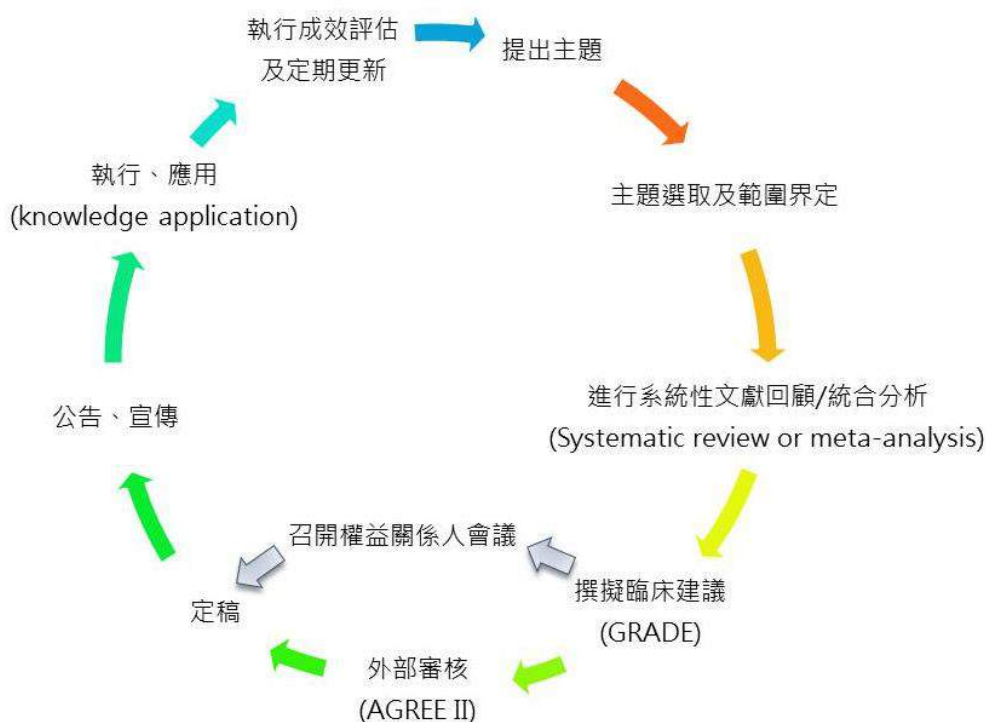 執行成效評估
及定期更新
提出主題
主題選取及範圍界定
進行系統性文獻回顧/統合分析
(Systematic review or meta-analysis)
撰擬臨床建議
(GRADE)
召開權益關係人會議
外部審核
(AGREE II)
定稿
公告、宣傳
執行、應用
(knowledge application)